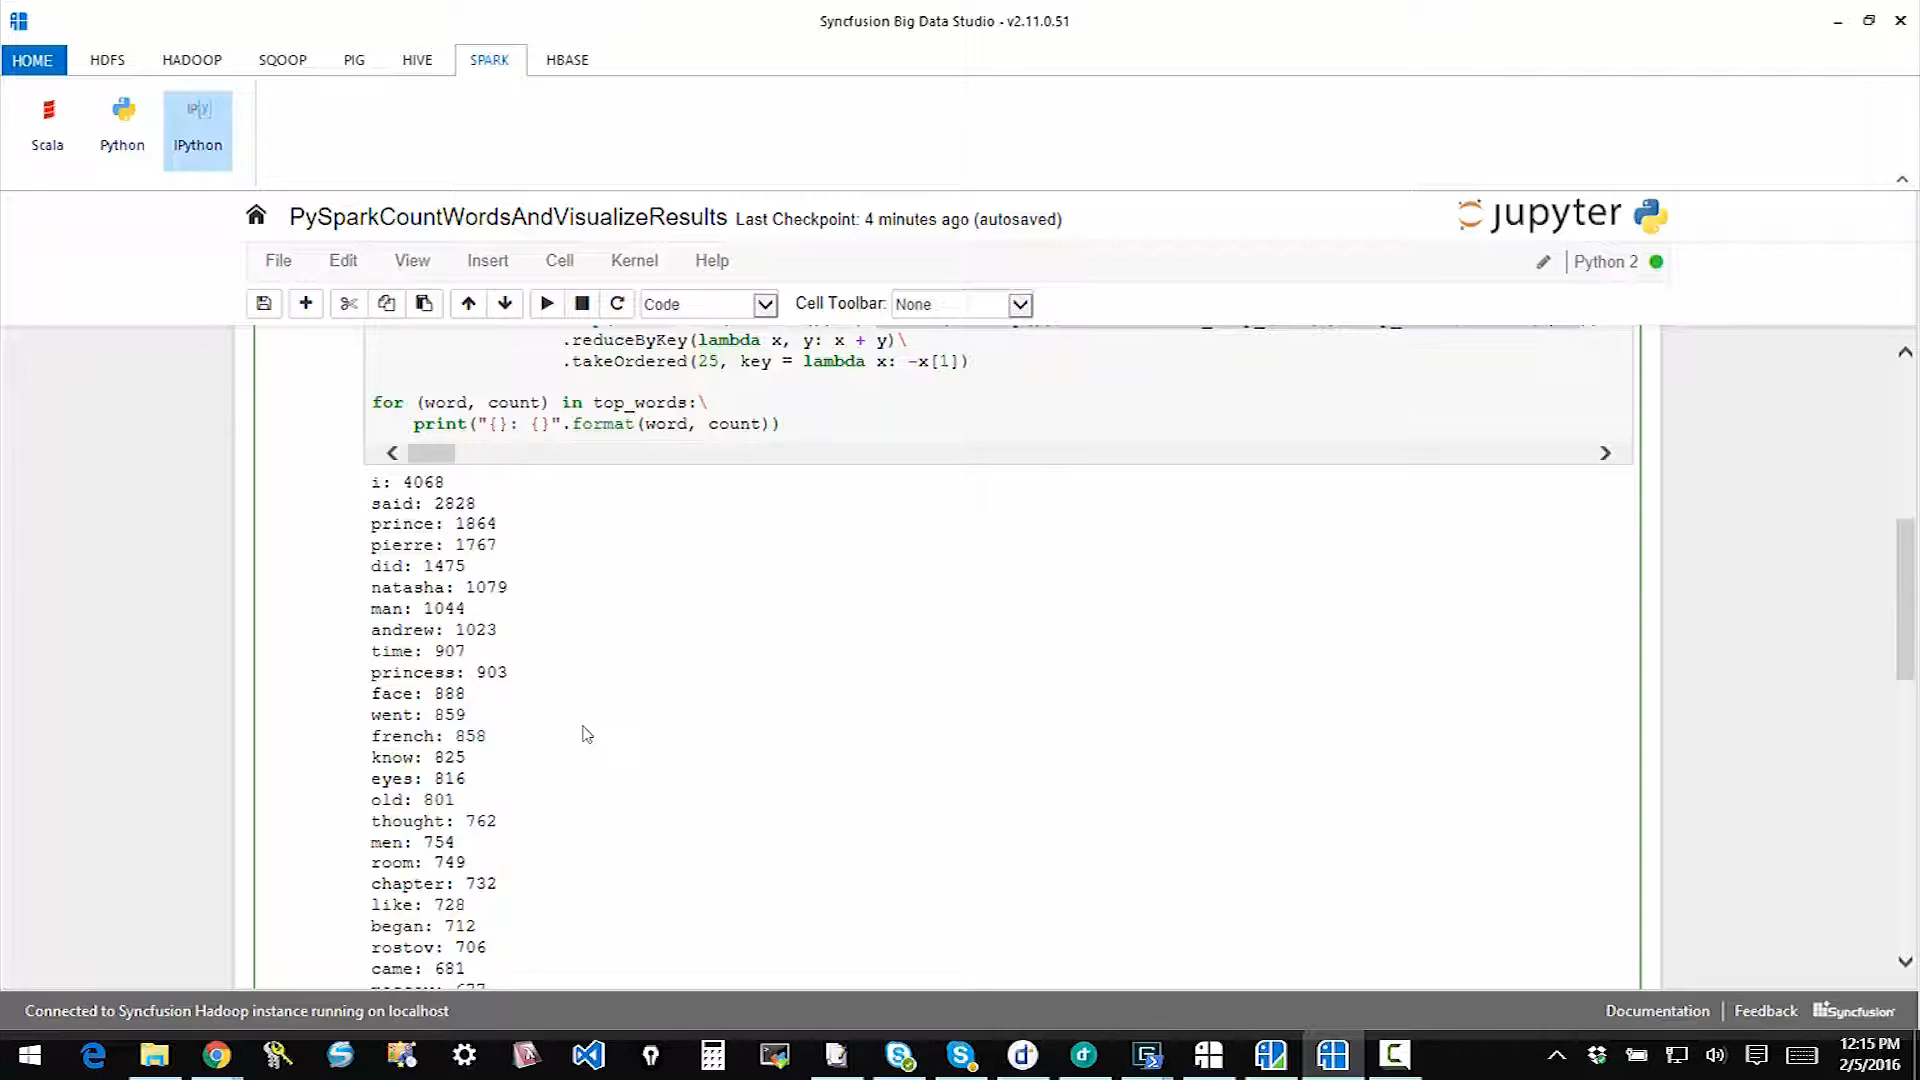 Syncfusion Big Data Studio - v2.11.0.51
HOME HDFS HADOOP SQOOP PIG HIVE SPARK HBASE
IP[y]
Scala Python IPython
PySparkCountWordsAndVisualizeResults Last Checkpoint: 4 minutes ago (autosaved)
jupyter
File Edit View Insert Cell Kernel Help
Python 2
Code Cell Toolbar: None
.reduceByKey(lambda x, y: x + y)\
.takeOrdered(25, key = lambda x: -x[1])
for (word, count) in top_words:\
print("{}: {}".format(word, count))
i: 4068
said: 2828
prince: 1864
pierre: 1767
did: 1475
natasha: 1079
man: 1044
andrew: 1023
time: 907
princess: 903
face: 888
went: 859
french: 858
know: 825
eyes: 816
old: 801
thought: 762
men: 754
room: 749
chapter: 732
like: 728
began: 712
rostov: 706
came: 681
Connected to Syncfusion Hadoop instance running on localhost
Documentation | Feedback Syncfusion
12:15 PM
2/5/2016